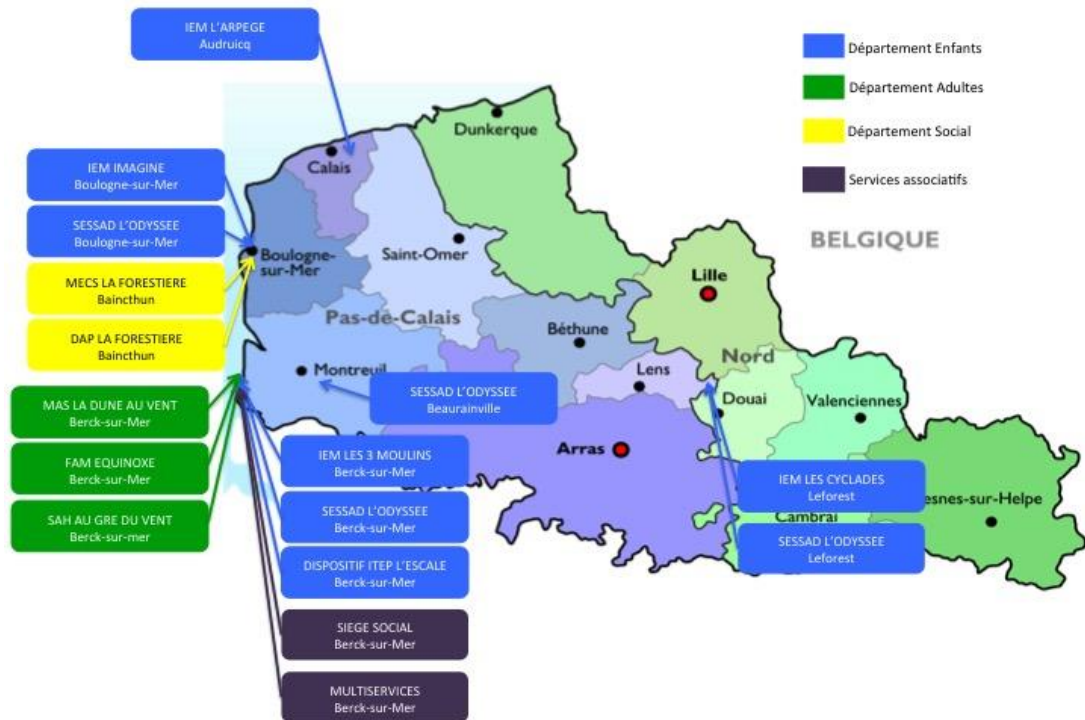 IEM L'ARPEGE
Audruicq
Département Enfants
Département Adultes
Département Social
Services associatifs
IEM IMAGINE
Boulogne-sur-Mer
SESSAD L'ODYSSEE
Boulogne-sur-Mer
MECS LA FORESTIERE
Baincthun
DAP LA FORESTIERE
Baincthun
MAS LA DUNE AU VENT
Berck-sur-Mer
FAM EQUINOXE
Berck-sur-Mer
SAH AU GRE DU VENT
Berck-sur-mer
Dunkerque
Calais
Boulogne-
sur-Mer
Saint-Omer
BELGIQUE
Lille
Pas-de-Calais
Béthune
Nord
Montreuil
Lens
Douai
Valenciennes
SESSAD L'ODYSSEE
Beaurainville
Arras
IEM LES 3 MOULINS
Berck-sur-Mer
SESSAD L'ODYSSEE
Berck-sur-Mer
DISPOSITIF ITEP L'ESCALE
Berck-sur-Mer
SIEGE SOCIAL
Berck-sur-Mer
MULTISERVICES
Berck-sur-Mer
IEM LES CYCLADES
Leforest
Cambrai
esnes-sur-Helpe
SESSAD L'ODYSSEE
Leforest